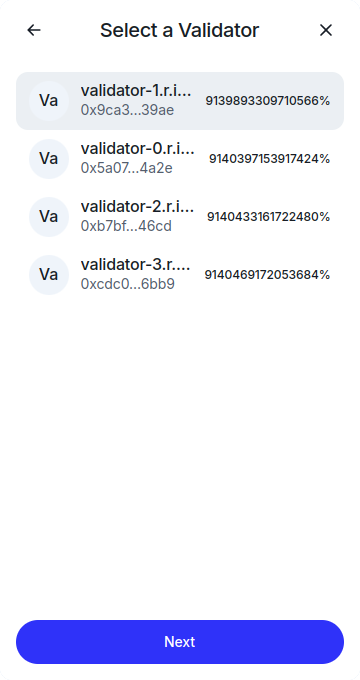 Select a Validator
Va
validator-1.r.i...
0x9ca3...39ae
9139893309710566%
Va
validator-0.r.i...
0x5a07...4a2e
9140397153917424%
Va
validator-2.r.i...
0xb7bf...46cd
9140433161722480%
Va
validator-3.r....
0xcdc0...6bb9
9140469172053684%
Next